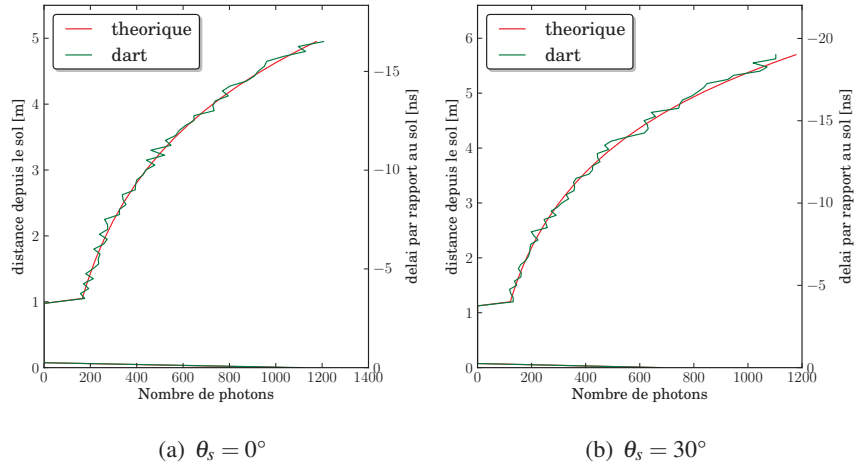 theorique
dart
distance depuis le sol [m]
5
4
3
2
1
0
0 200 400 600 800 1000 1200 1400
Nombre de photons
−15
−10
−5
0
delai par rapport au sol [ns]
(a) θs = 0°
theorique
dart
distance depuis le sol [m]
6
5
4
3
2
1
0
0 200 400 600 800 1000 1200
Nombre de photons
−20
−15
−10
−5
0
delai par rapport au sol [ns]
(b) θs = 30°